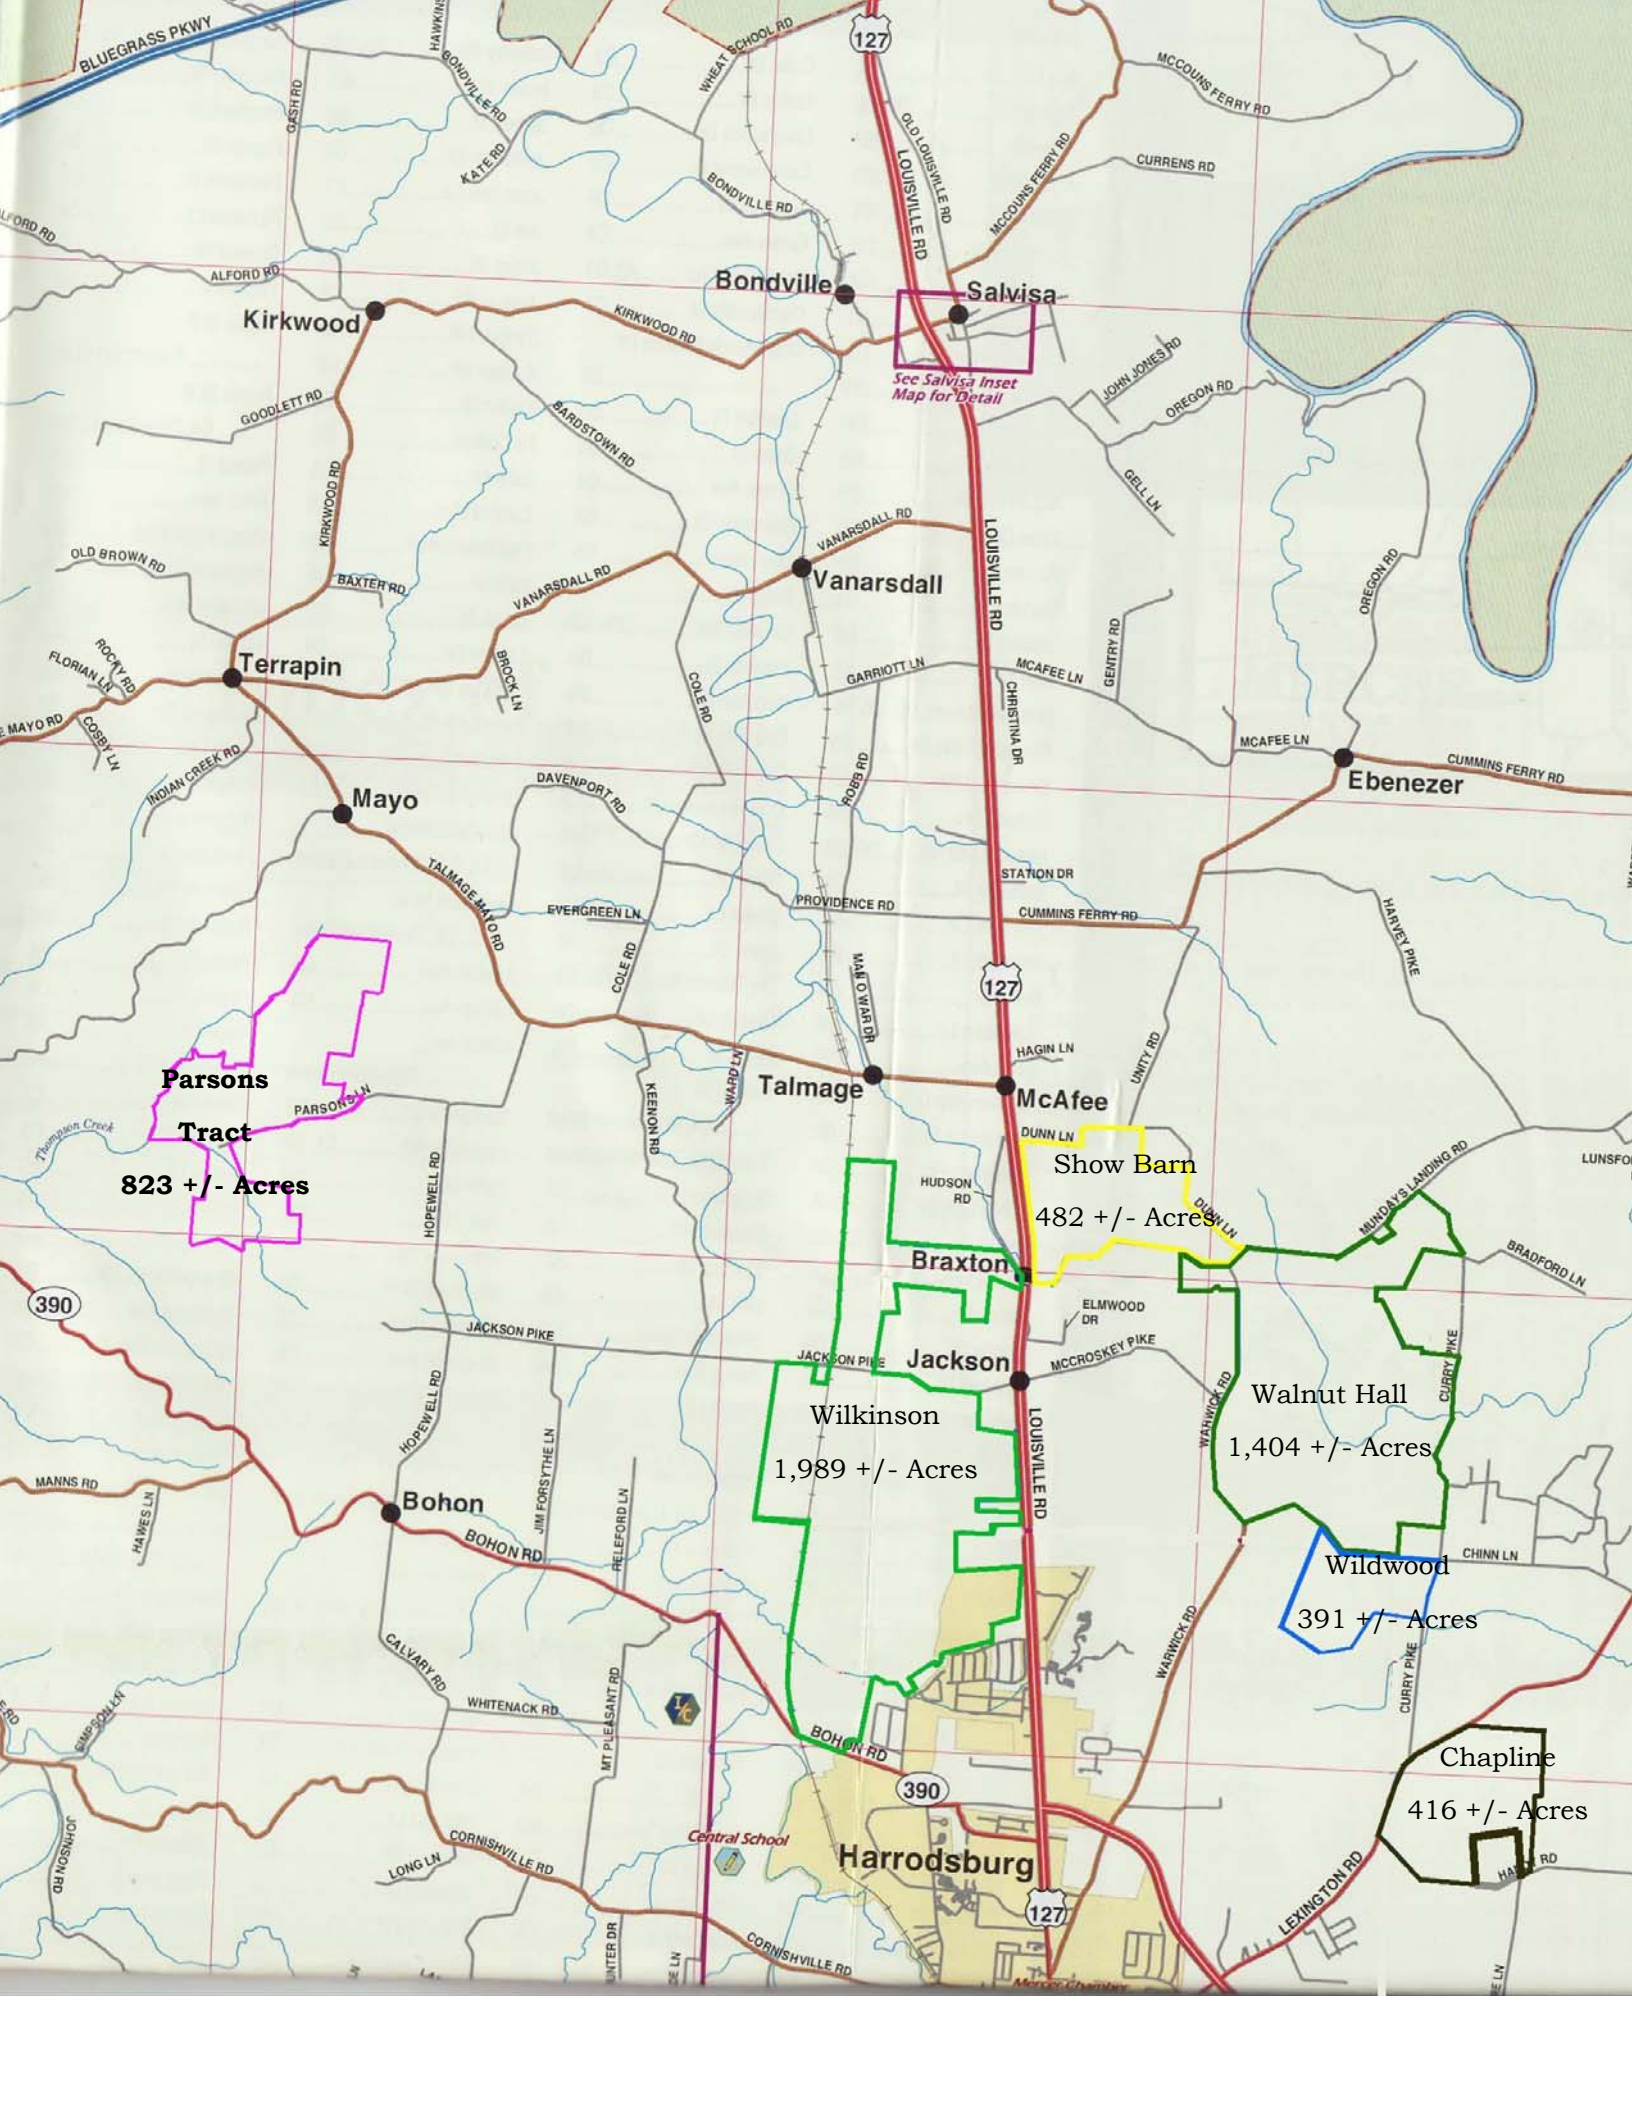 BLUEGRASS PKWY
HAWKINS
BONDVILLE RD
GASH RD
KATE RD
WHEAT SCHOOL RD
127
OLD LOUISVILLE RD
LOUISVILLE RD
MCCOUNS FERRY RD
MCCOUNS FERRY RD
CURRENS RD
BONDVILLE RD
ALFORD RD
Bondville
Salvisa
Kirkwood
KIRKWOOD RD
See Salvisa Inset
Map for Detail
JOHN JONES RD
OREGON RD
GOODLETT RD
BARDSTOWN RD
KIRKWOOD RD
GELL LN
VANARSDALL RD
LOUISVILLE RD
OLD BROWN RD
BAXTER RD
VANARSDALL RD
Vanarsdall
OREGON RD
ROCKY RD
FLORIAN LN
Terrapin
BROCK LN
COLE RD
GARRIOTT LN
MCAFEE LN
GENTRY RD
CHRISTINA DR
MAYO RD
COSBY LN
INDIAN CREEK RD
MCAFEE LN
Ebenezer
CUMMINS FERRY RD
Mayo
DAVENPORT RD
ROBB RD
TALMAGE MAYO RD
STATION DR
EVERGREEN LN
PROVIDENCE RD
CUMMINS FERRY RD
HARVEY PIKE
COLE RD
MAN O WAR DR
127
UNITY RD
HAGIN LN
Talmage
McAfee
WARD LN
KEENON RD
Parsons
PARSONS LN
Tract
823 +/- Acres
Thompson Creek
DUNN LN
Show Barn
482 +/- Acres
DUNN LN
HUDSON
RD
MUNDAYS LANDING RD
LUNSFO
BRADFORD LN
HOPEWELL RD
Braxton
390
ELMWOOD
DR
JACKSON PIKE
JACKSON PIKE
Jackson
MCCROSKEY PIKE
CURRY PIKE
WARWICK RD
Walnut Hall
1,404 +/- Acres
Wilkinson
1,989 +/- Acres
HOPEWELL RD
LOUISVILLE RD
MANNS RD
HAWES LN
Bohon
BOHON RD
JIM FORSYTHE LN
RELEFORD LN
CHINN LN
Wildwood
391 +/- Acres
WARWICK RD
CURRY PIKE
CALVARY RD
WHITENACK RD
MT PLEASANT RD
SIMPSON LN
BOHON RD
390
Chapline
416 +/- Acres
JOHNSON RD
LONG LN
CORNISHVILLE RD
Central School
Harrodsburg
127
LEXINGTON RD
CORNISHVILLE RD
Mercer Chamber